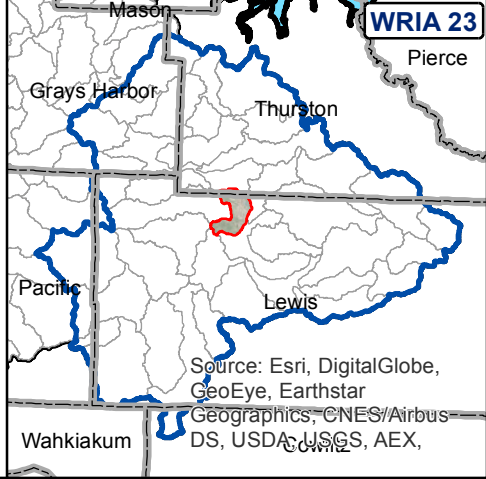 Mason
WRIA 23
Pierce
Grays Harbor
Thurston
Pacific
Lewis
Source: Esri, DigitalGlobe,
GeoEye, Earthstar
Geographics, CNES/Airbus
DS, USDA, USGS, AEX,
Wahkiakum
Cowlitz